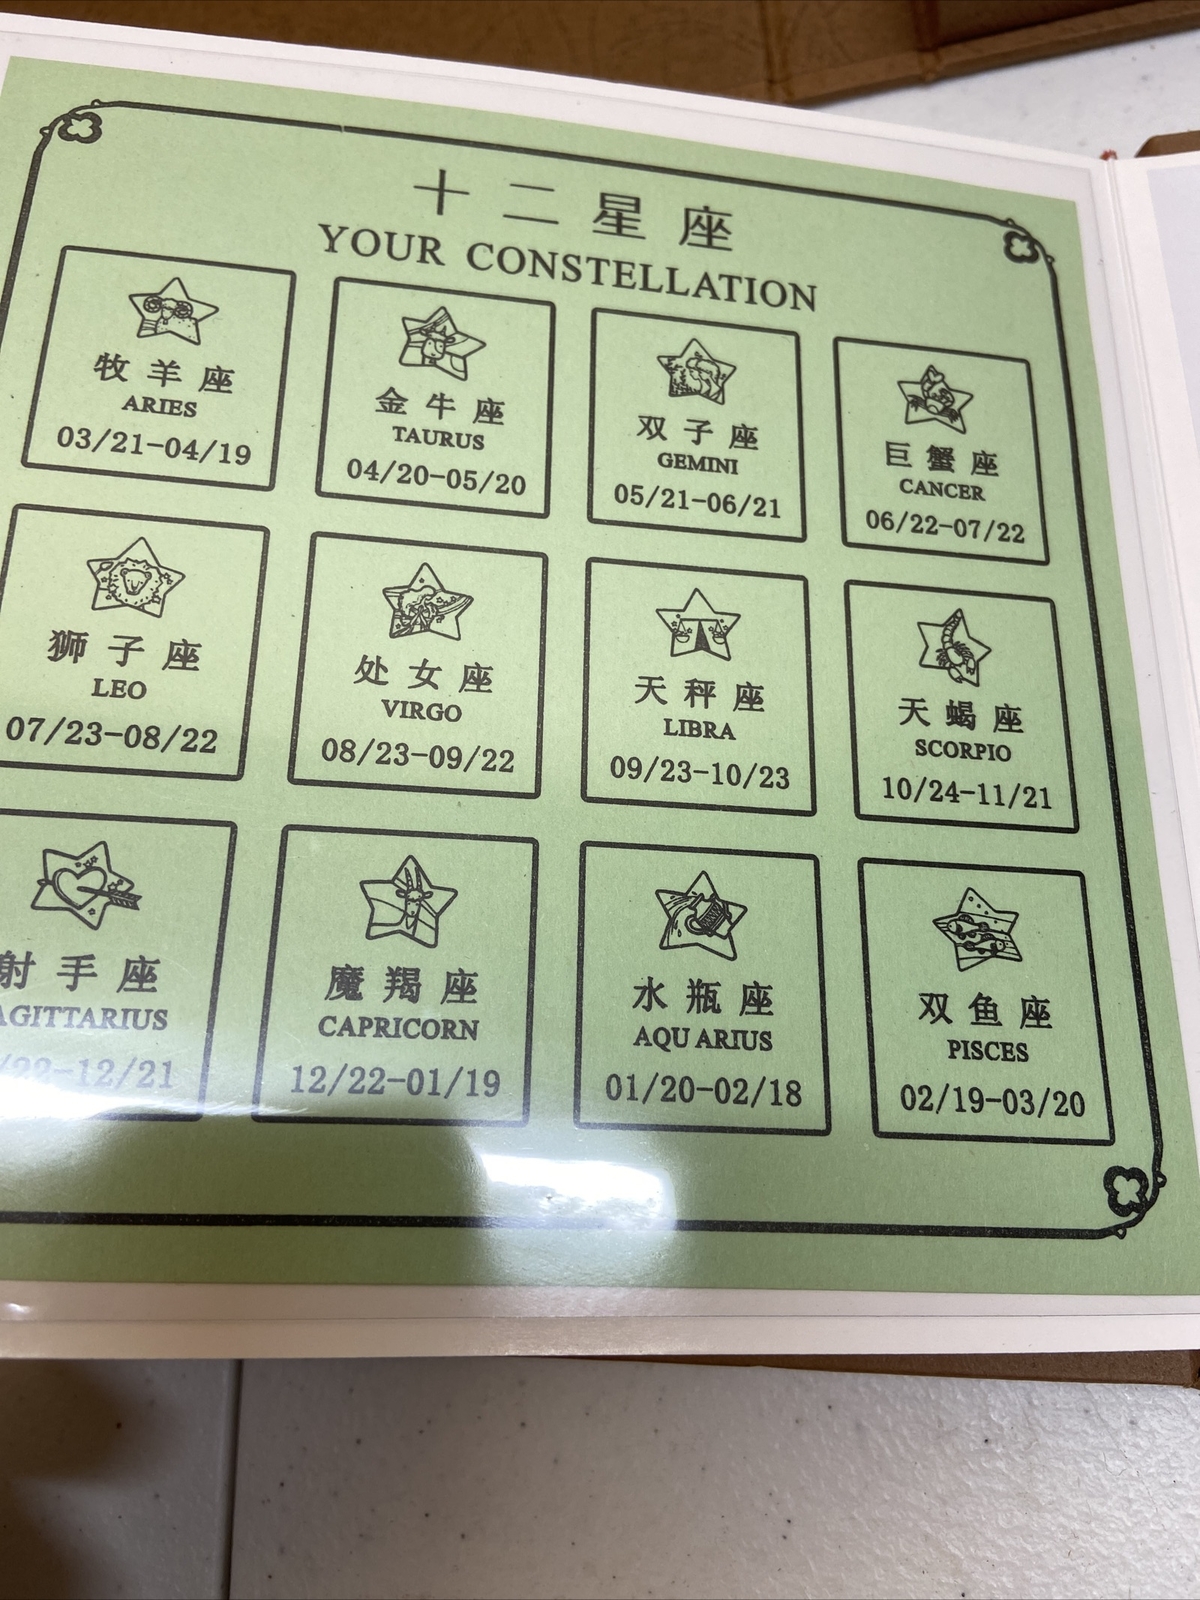 十二星座
YOUR CONSTELLATION
牧羊座
ARIES
03/21-04/19
金牛座
TAURUS
04/20-05/20
双子座
GEMINI
05/21-06/21
巨蟹座
CANCER
06/22-07/22
狮子座
LEO
07/23-08/22
处女座
VIRGO
08/23-09/22
天秤座
LIBRA
09/23-10/23
天蝎座
SCORPIO
10/24-11/21
射手座
AGITTARIUS
/22-12/21
魔羯座
CAPRICORN
12/22-01/19
水瓶座
AQUARIUS
01/20-02/18
双鱼座
PISCES
02/19-03/20